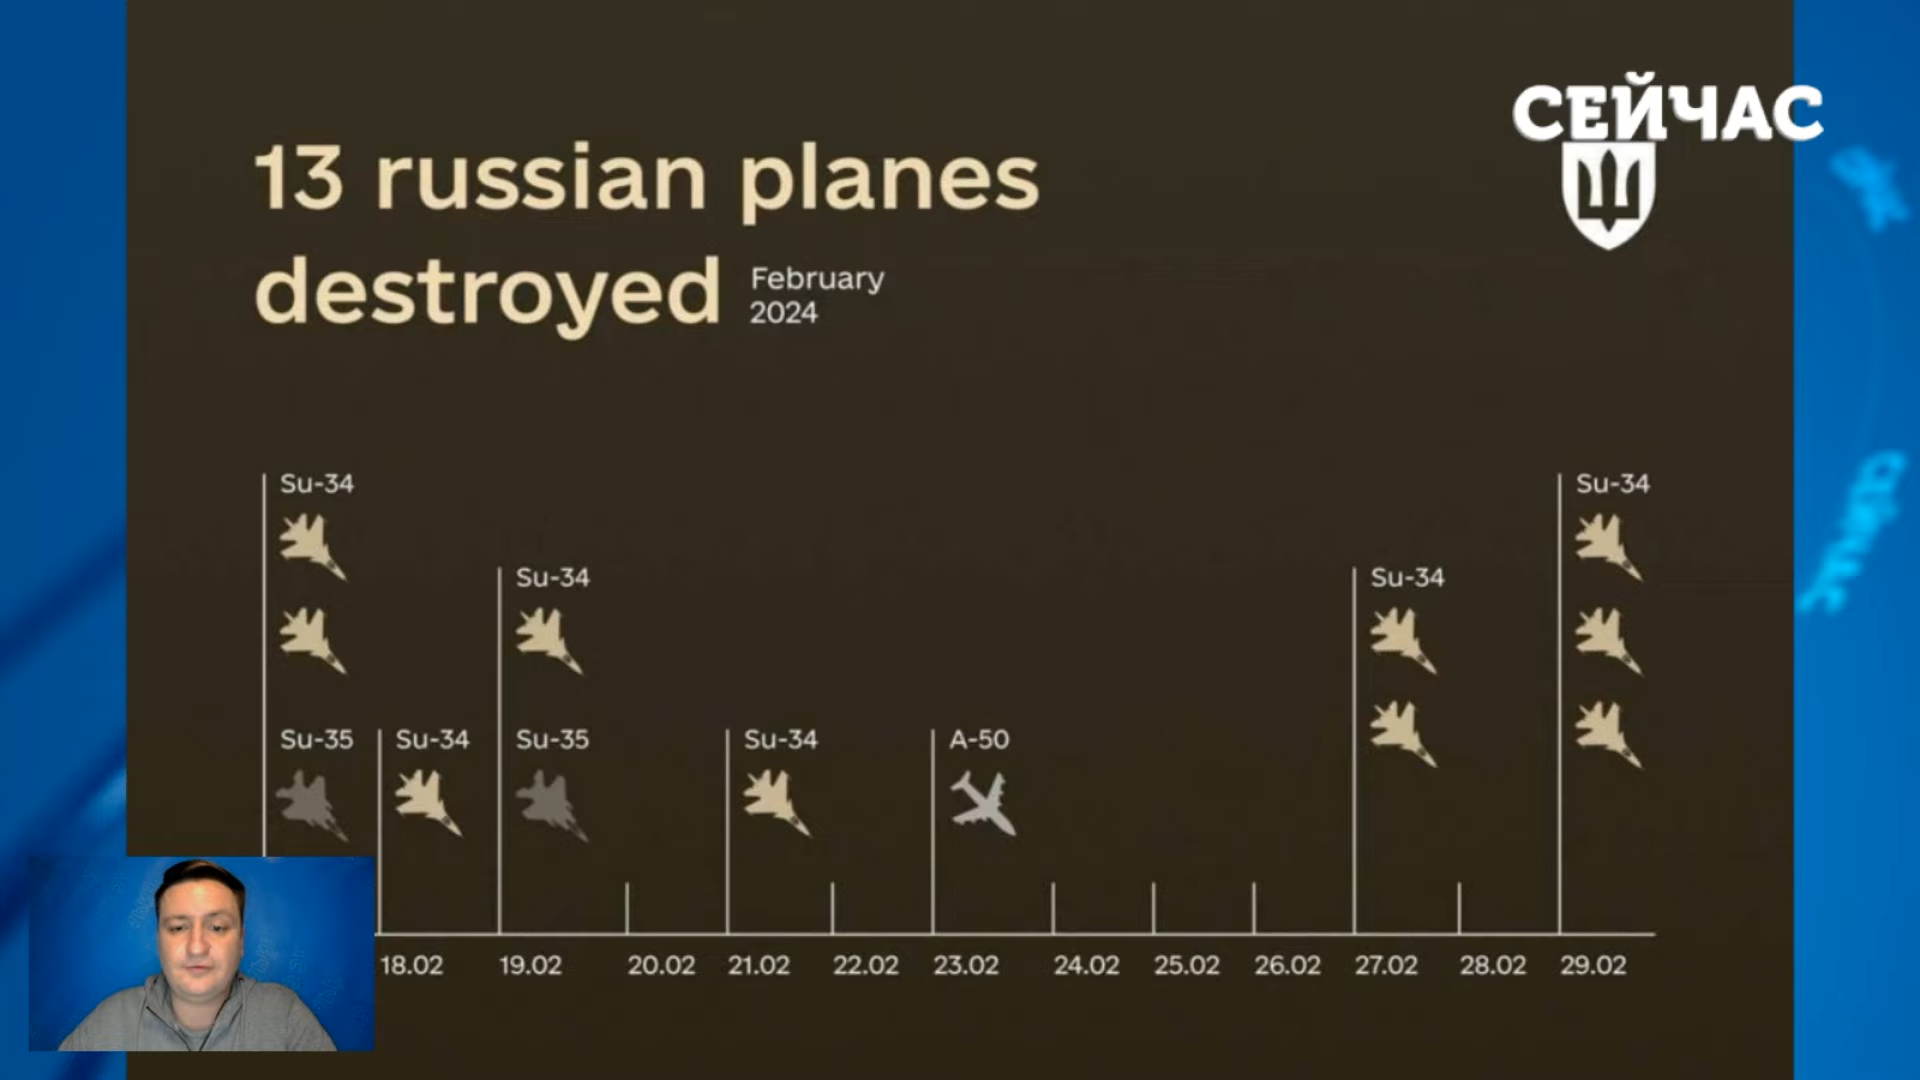 СЕЙЧАС
13 russian planes
destroyed
February
2024
Su-34
Su-34
Su-34
Su-34
Su-35
Su-34
Su-35
Su-34
A-50
18.02
19.02
20.02
21.02
22.02
23.02
24.02
25.02
26.02
27.02
28.02
29.02